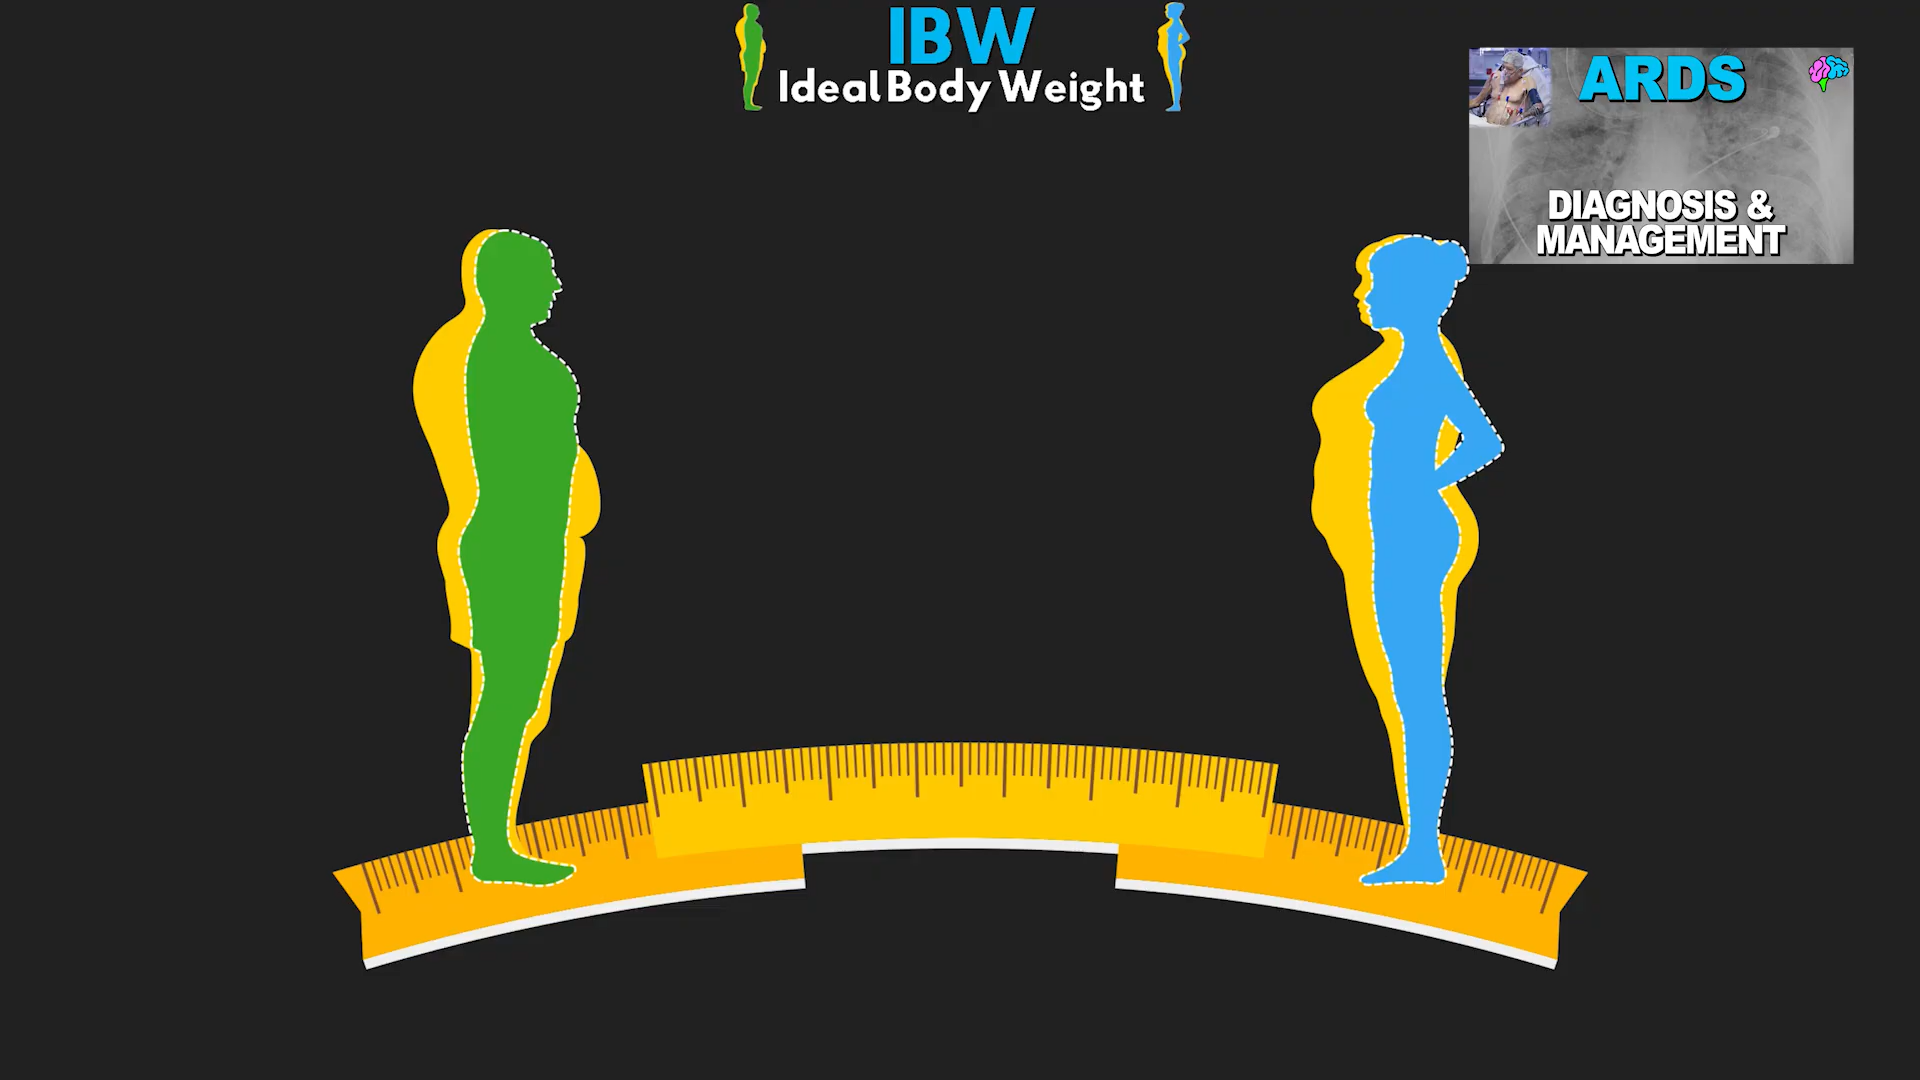 IBW
Ideal Body Weight
ARDS
DIAGNOSIS &
MANAGEMENT